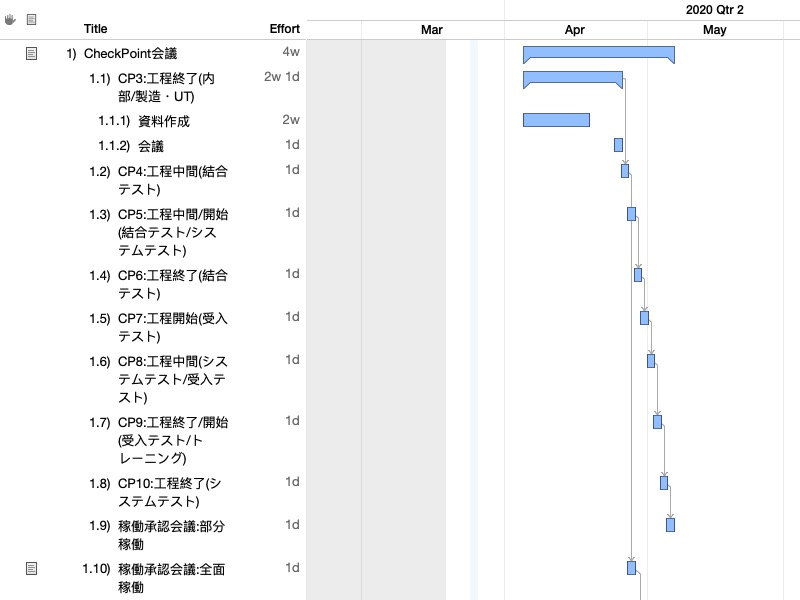 2020 Qtr 2
Title Effort Mar Apr May
1) CheckPoint会議 4w
1.1) CP3:工程終了(内 2w 1d
部/製造・UT)
1.1.1) 資料作成 2w
1.1.2) 会議 1d
1.2) CP4:工程中間(結合 1d
テスト)
1.3) CP5:工程中間/開始 1d
(結合テスト/シス
テムテスト)
1.4) CP6:工程終了(結合 1d
テスト)
1.5) CP7:工程開始(受入 1d
テスト)
1.6) CP8:工程中間(シス 1d
テムテスト/受入テ
スト)
1.7) CP9:工程終了/開始 1d
(受入テスト/ト
レーニング)
1.8) CP10:工程終了(シ 1d
ステムテスト)
1.9) 稼働承認会議:部分 1d
稼働
1.10) 稼働承認会議:全面 1d
稼働